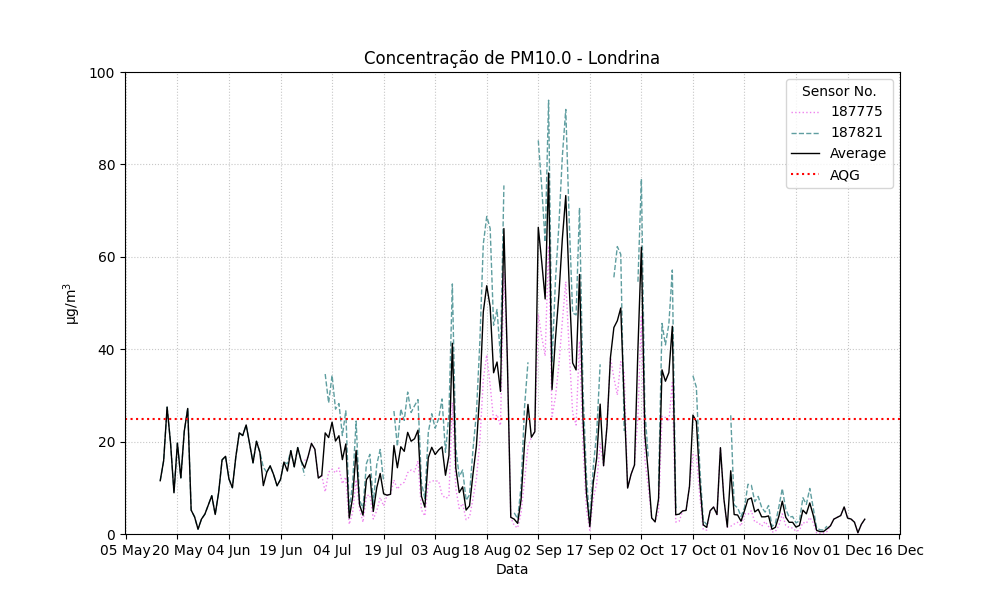 Concentração de PM10.0 - Londrina
100
80
60
40
20
0
μg/m³
Sensor No.
187775
187821
Average
AQG
05 May 20 May 04 Jun 19 Jun 04 Jul 19 Jul 03 Aug 18 Aug 02 Sep 17 Sep 02 Oct 17 Oct 01 Nov 16 Nov 01 Dec 16 Dec
Data